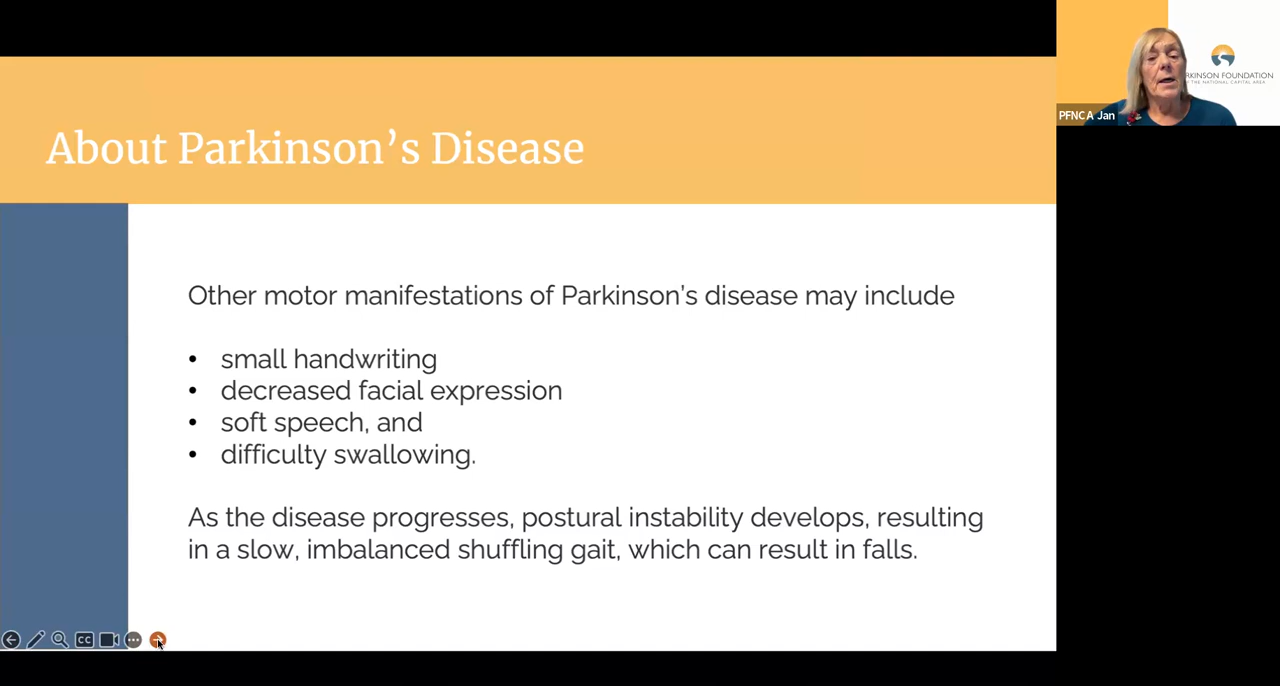 About Parkinson’s Disease
Other motor manifestations of Parkinson’s disease may include
• small handwriting
• decreased facial expression
• soft speech, and
• difficulty swallowing.
As the disease progresses, postural instability develops, resulting
in a slow, imbalanced shuffling gait, which can result in falls.
CC
RKINSON FOUNDATION
THE NATIONAL CAPITAL AREA
PFNCA Jan